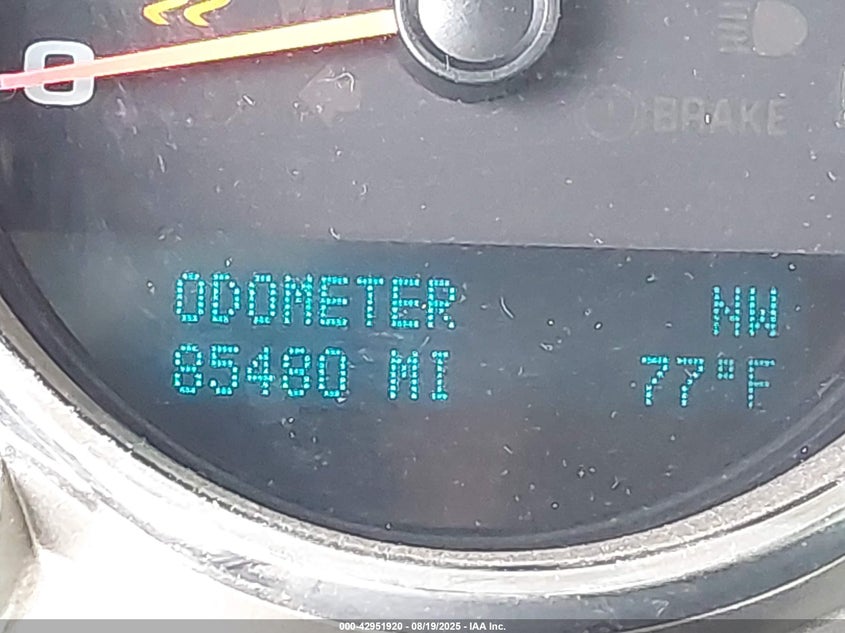 0
BRAKE
ODOMETER NW
85480 MI 77°F
000-42951920 - 08/19/2025 - IAA Inc.